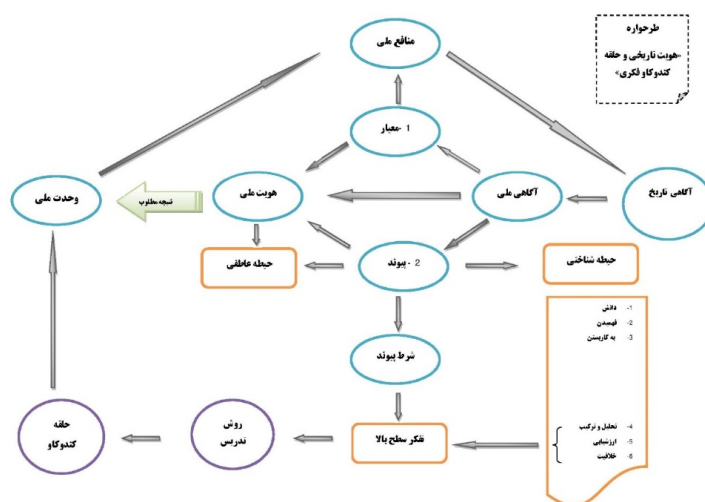 طرحواره
«هویت تاریخی و حلقه
کندوکاو فکری»
منافع ملی
1 -معیار
آگاهی تاریخ
آگاهی ملی
هویت ملی
نتیجه مطلوب
وحدت ملی
2 - پیوند
حیطه شناختی
حیطه عاطفی
1- دانش
2- فهمیدن
3- به کاربستن
4- تحلیل و ترکیب
5- ارزشیابی
6- خلاقیت
شرط پیوند
تفکر سطح بالا
روش
تدریس
حلقه
کندوکاو